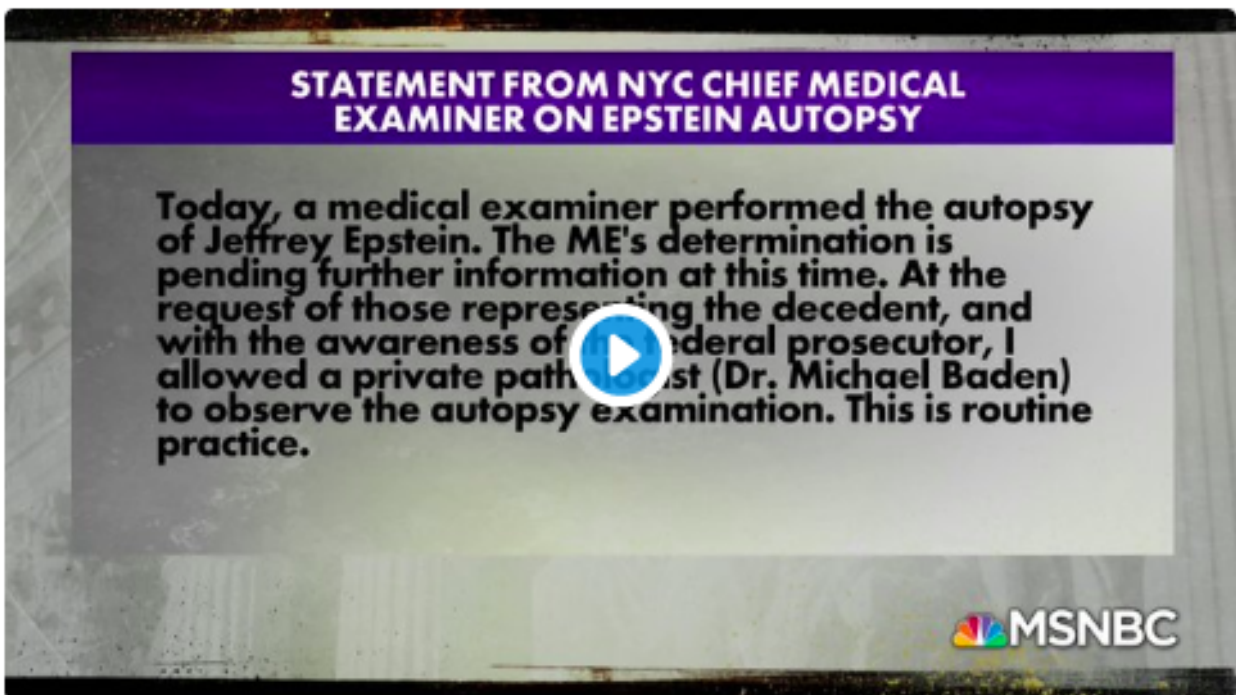 STATEMENT FROM NYC CHIEF MEDICAL
EXAMINER ON EPSTEIN AUTOPSY
Today, a medical examiner performed the autopsy
of Jeffrey Epstein. The ME's determination is
pending further information at this time. At the
request of those representing the decedent, and
with the awareness of the federal prosecutor, I
allowed a private pathologist (Dr. Michael Baden)
to observe the autopsy examination. This is routine
practice.
MSNBC